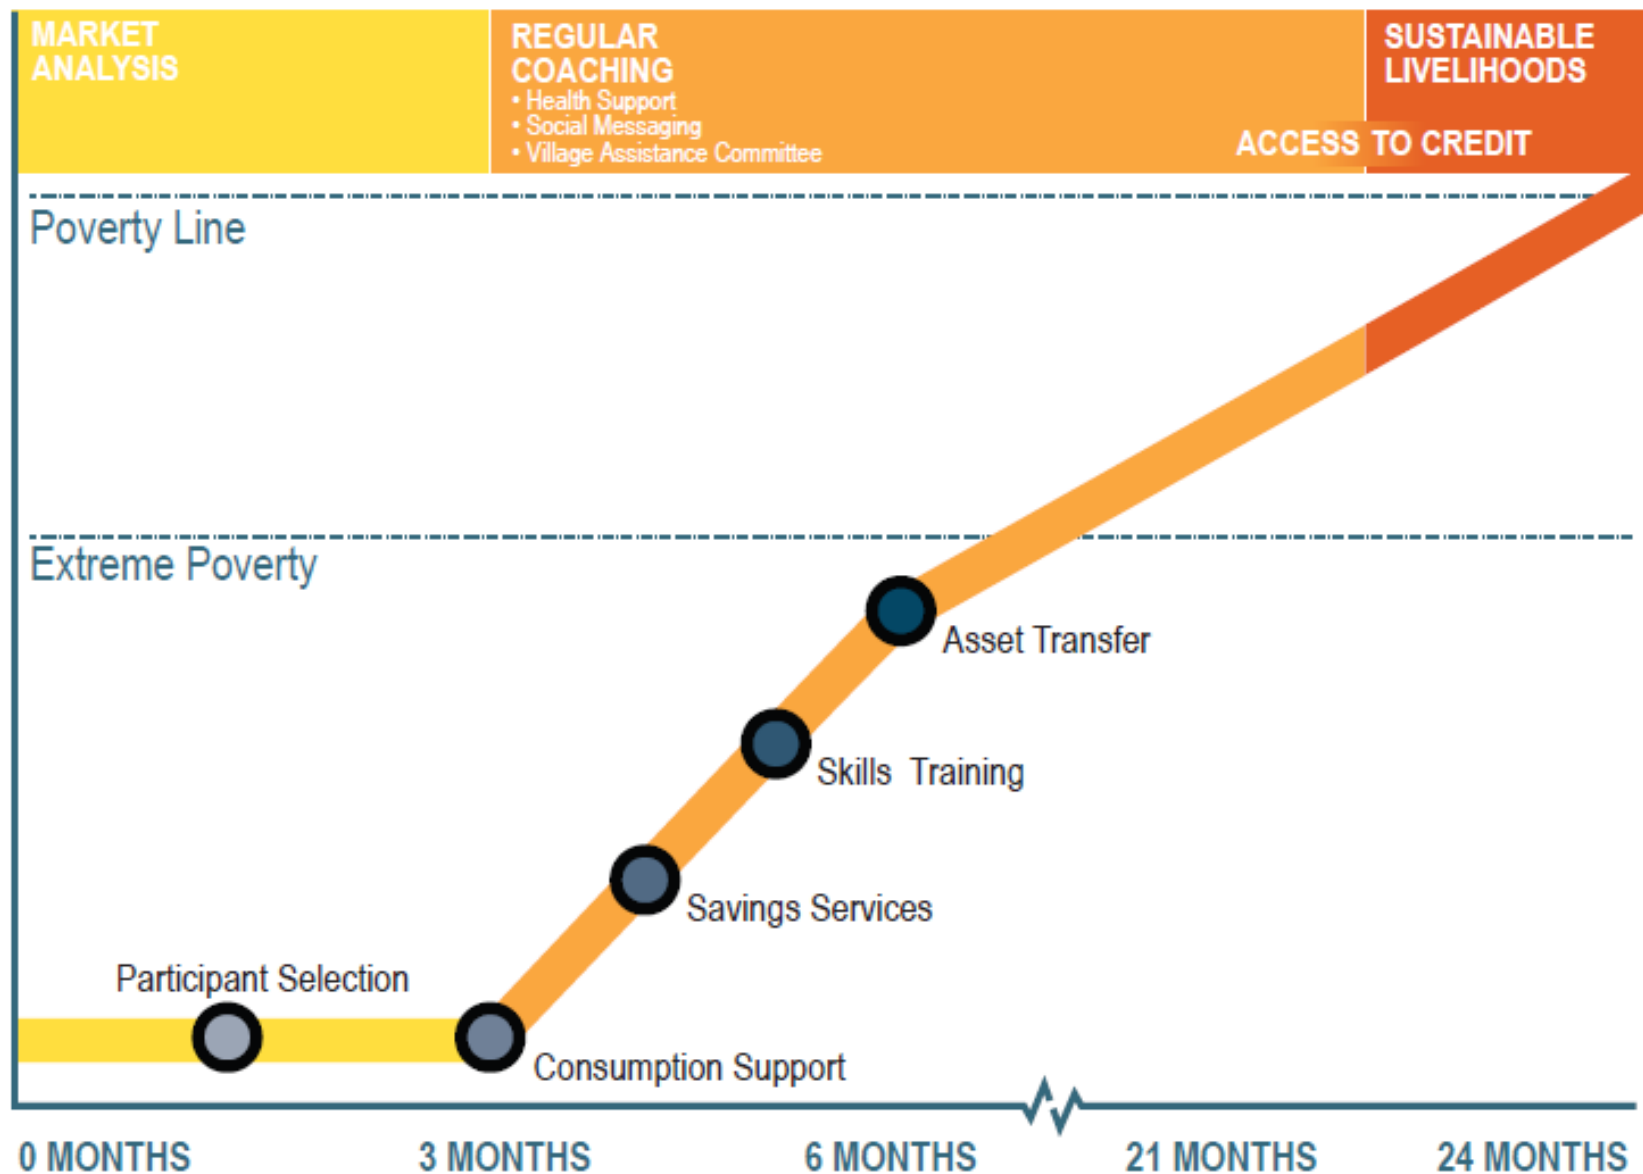 MARKET
ANALYSIS
REGULAR
COACHING
• Health Support
• Social Messaging
• Village Assistance Committee
SUSTAINABLE
LIVELIHOODS
ACCESS TO CREDIT
Poverty Line
Extreme Poverty
Asset Transfer
Skills Training
Savings Services
Participant Selection
Consumption Support
0 MONTHS
3 MONTHS
6 MONTHS
21 MONTHS
24 MONTHS